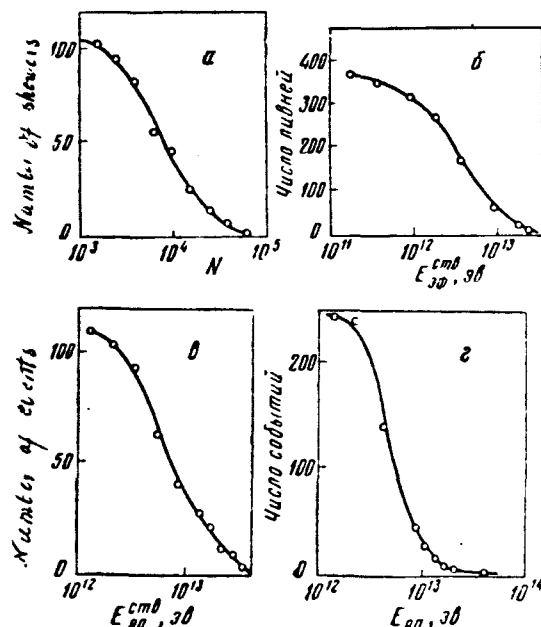 Number of showers
100
50
0
а
10³
10⁴
10⁵
N
Число ливней
400
300
200
100
0
б
10¹¹
10¹²
10¹³
E ств эф, эв
Number of events
100
50
0
в
10¹²
10¹³
E ств яп, эв
Число событий
200
100
0
г
10¹²
10¹³
10¹⁴
E яп, эв